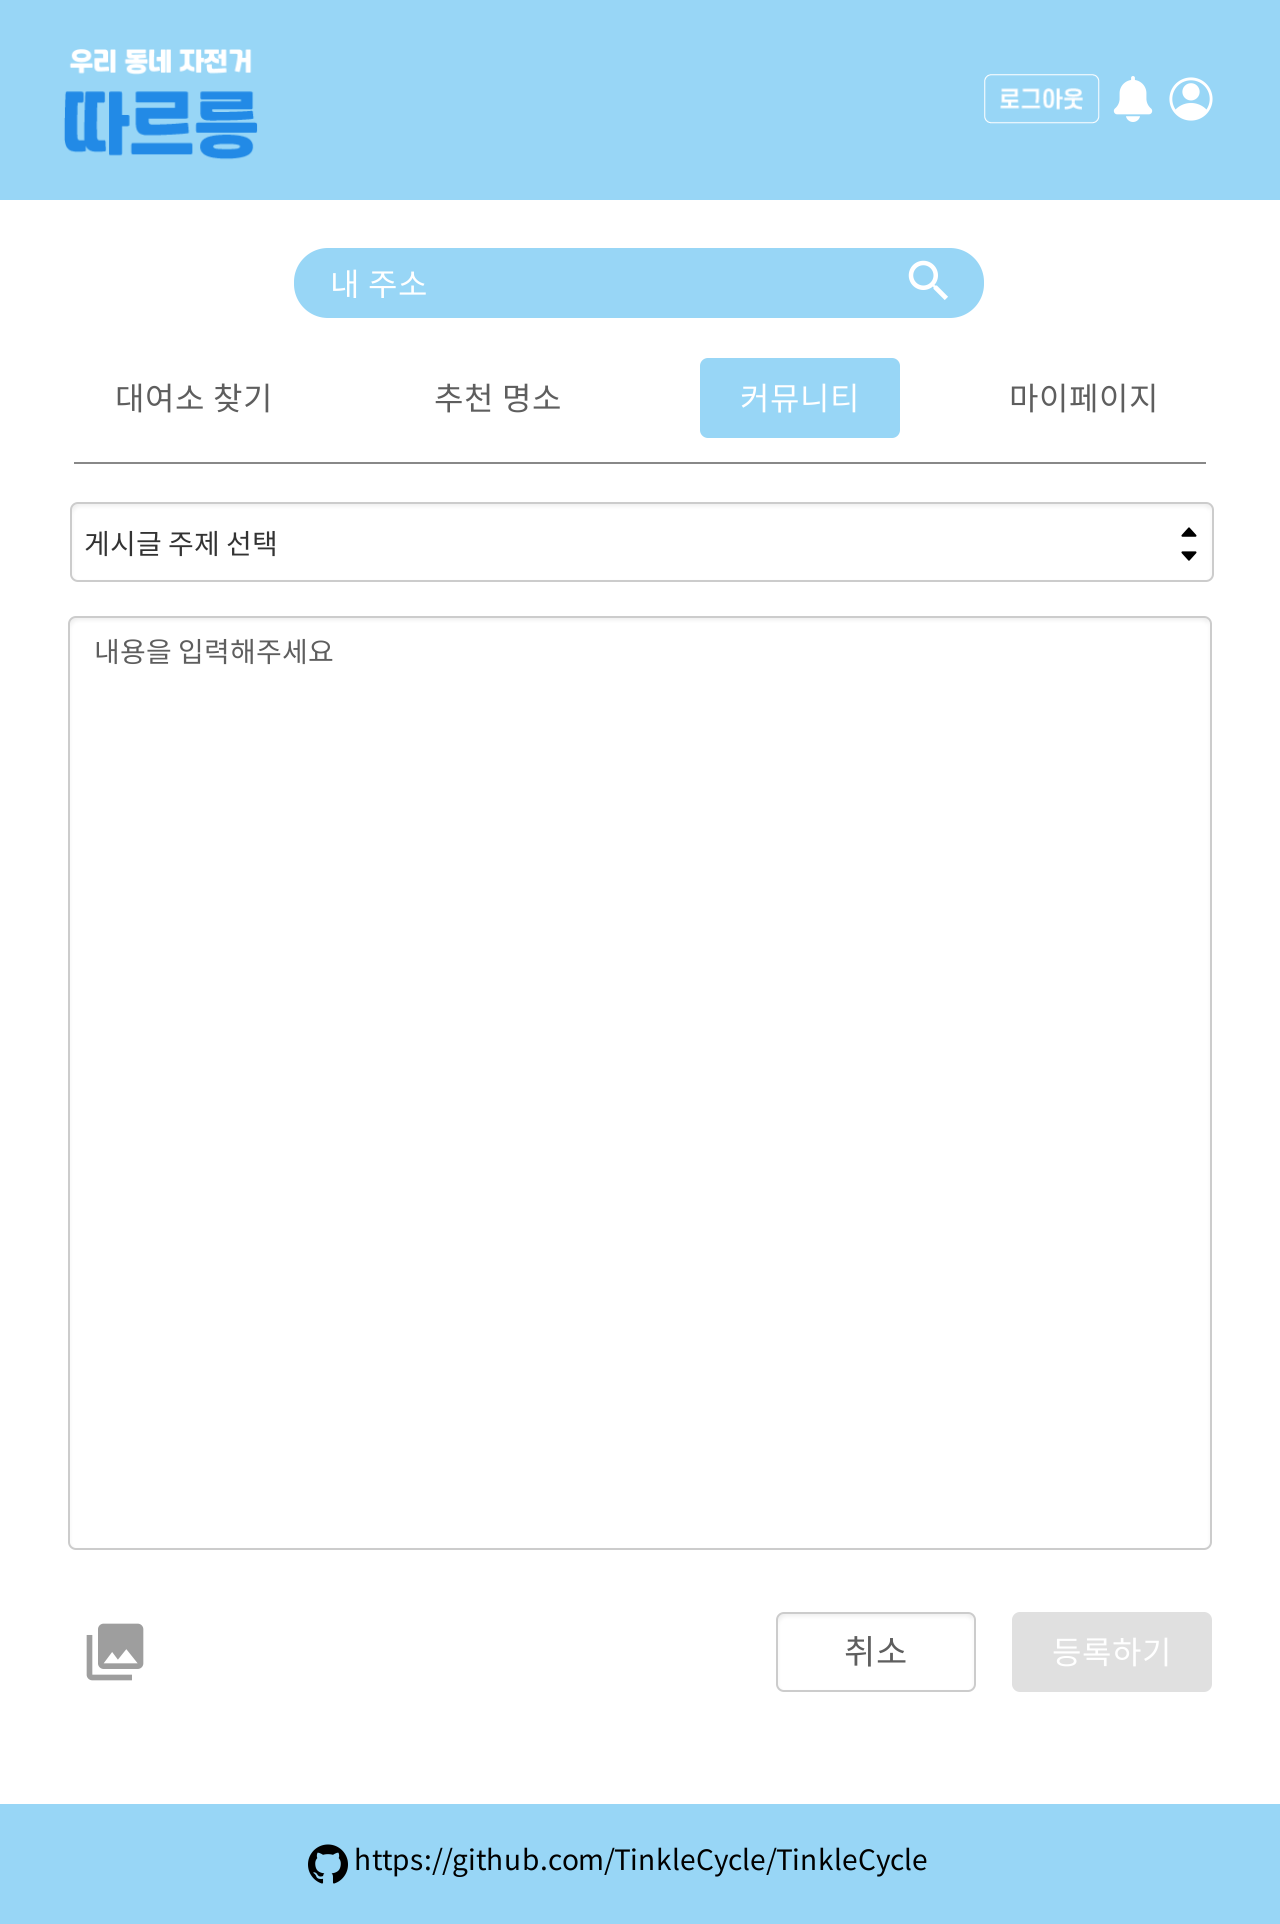 우리 동네 자전거
따르릉
로그아웃
내 주소
대여소 찾기
추천 명소
커뮤니티
마이페이지
게시글 주제 선택
내용을 입력해주세요
취소
등록하기
https://github.com/TinkleCycle/TinkleCycle